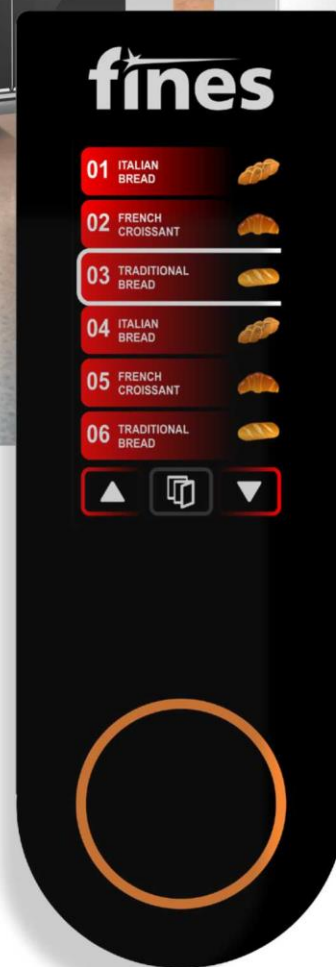 fines
01 ITALIAN
BREAD
02 FRENCH
CROISSANT
03 TRADITIONAL
BREAD
04 ITALIAN
BREAD
05 FRENCH
CROISSANT
06 TRADITIONAL
BREAD